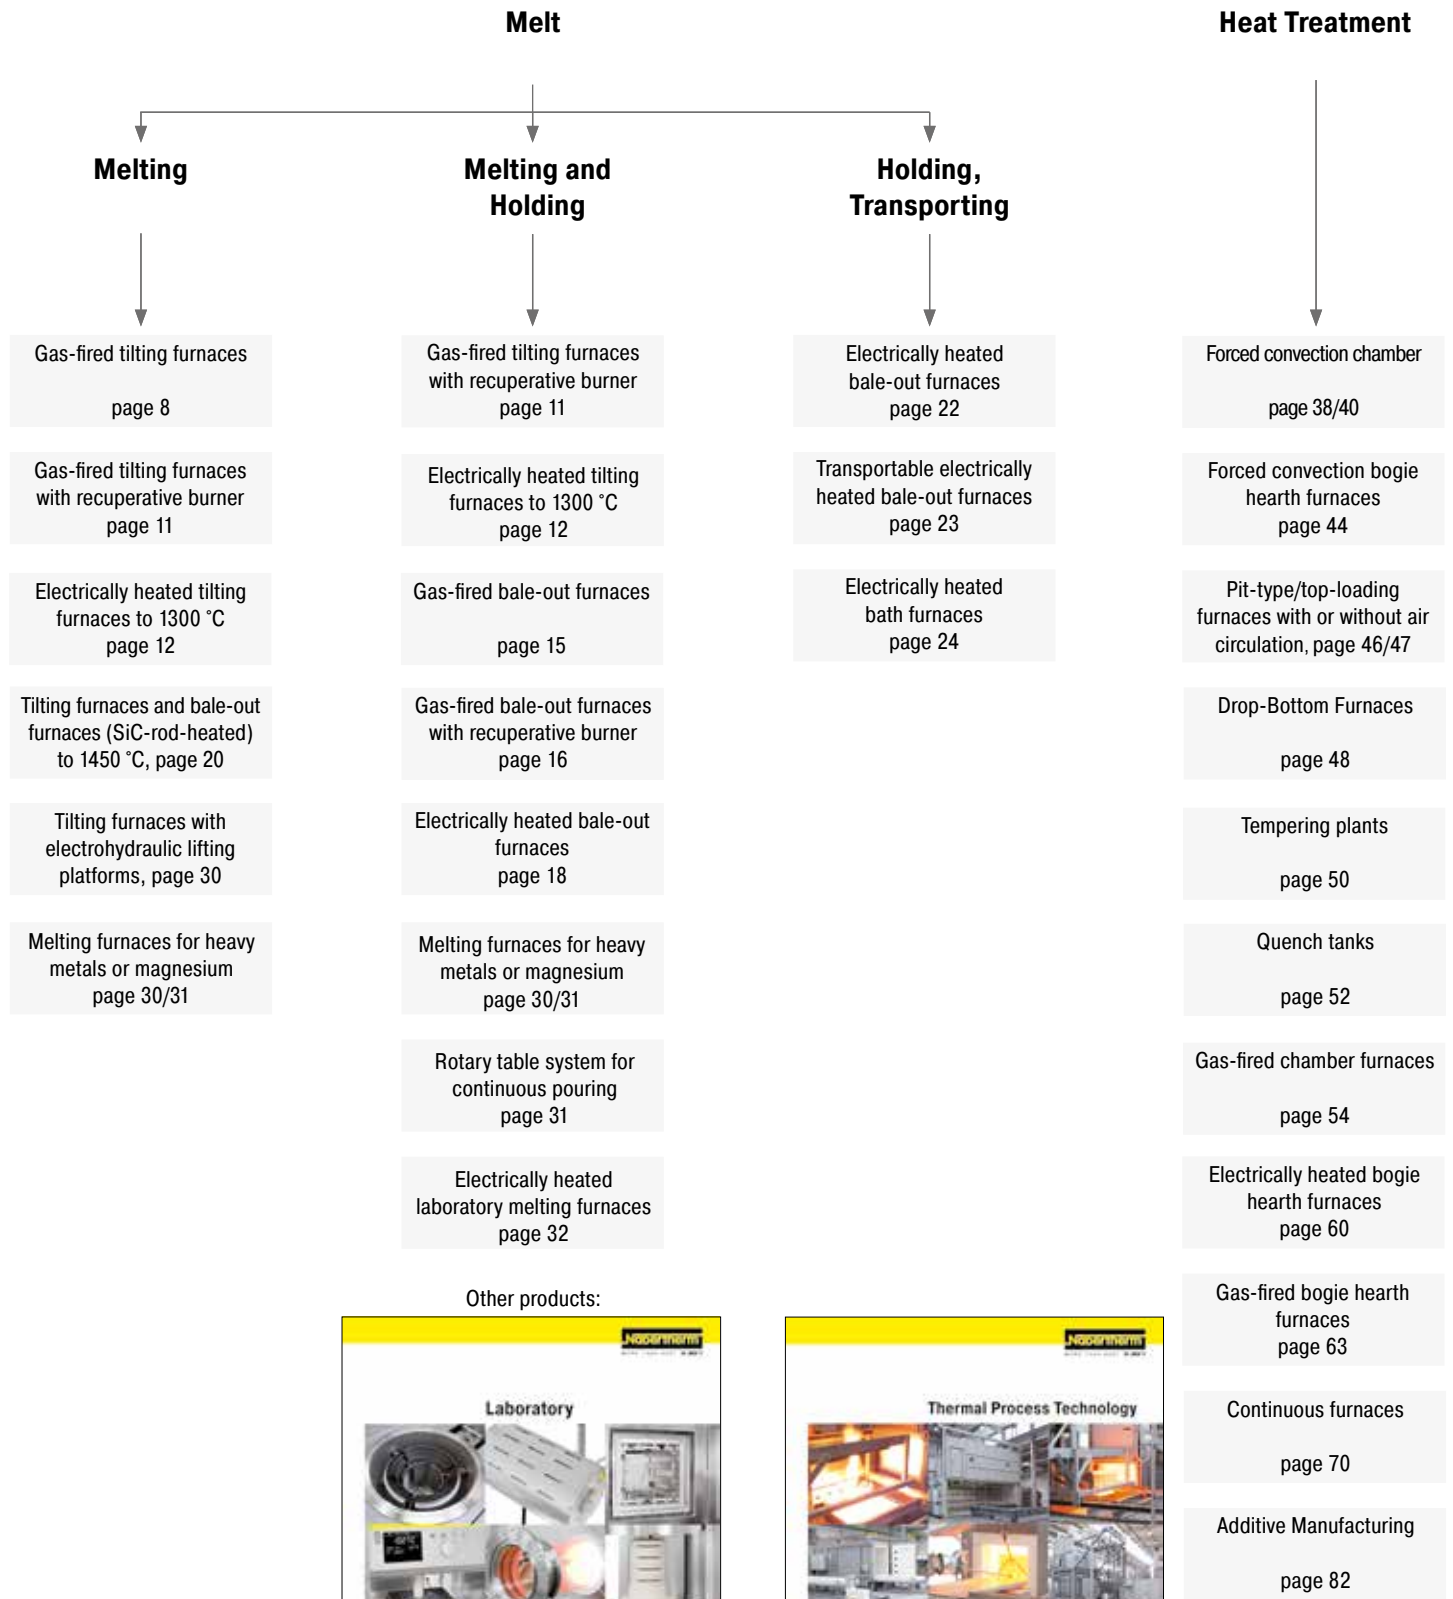 Melt
Heat Treatment
Melting
Melting and
Holding
Holding,
Transporting
Gas-fired tilting furnaces
page 8
Gas-fired tilting furnaces
with recuperative burner
page 11
Electrically heated tilting
furnaces to 1300 °C
page 12
Tilting furnaces and bale-out
furnaces (SiC-rod-heated)
to 1450 °C, page 20
Tilting furnaces with
electrohydraulic lifting
platforms, page 30
Melting furnaces for heavy
metals or magnesium
page 30/31
Gas-fired tilting furnaces
with recuperative burner
page 11
Electrically heated tilting
furnaces to 1300 °C
page 12
Gas-fired bale-out furnaces
page 15
Gas-fired bale-out furnaces
with recuperative burner
page 16
Electrically heated bale-out
furnaces
page 18
Melting furnaces for heavy
metals or magnesium
page 30/31
Rotary table system for
continuous pouring
page 31
Electrically heated
laboratory melting furnaces
page 32
Electrically heated
bale-out furnaces
page 22
Transportable electrically
heated bale-out furnaces
page 23
Electrically heated
bath furnaces
page 24
Forced convection chamber
page 38/40
Forced convection bogie
hearth furnaces
page 44
Pit-type/top-loading
furnaces with or without air
circulation, page 46/47
Drop-Bottom Furnaces
page 48
Tempering plants
page 50
Quench tanks
page 52
Gas-fired chamber furnaces
page 54
Electrically heated bogie
hearth furnaces
page 60
Gas-fired bogie hearth
furnaces
page 63
Continuous furnaces
page 70
Additive Manufacturing
page 82
Other products:
Nabertherm
Laboratory
Nabertherm
Thermal Process Technology